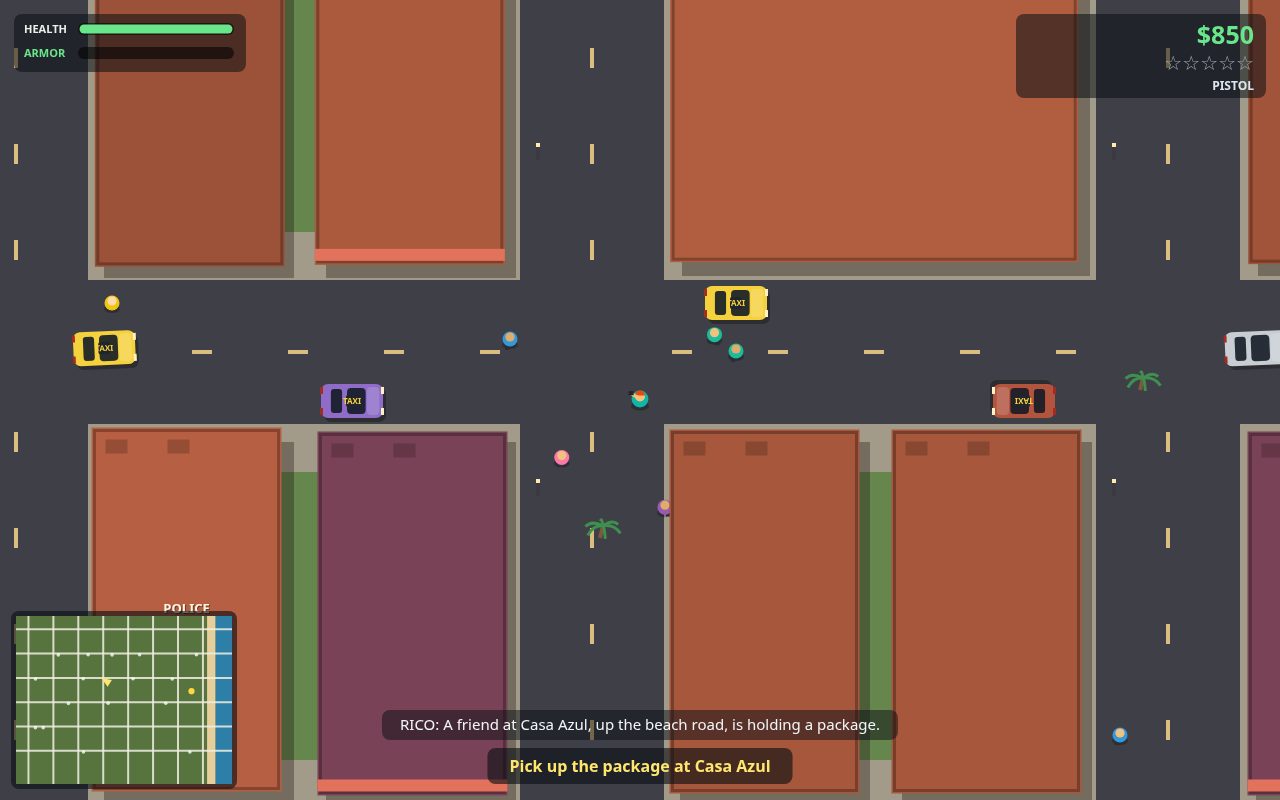 HEALTH
ARMOR
$850
☆☆☆☆☆
PISTOL
TAXI
TAXI
TAXI
TAXI
POLICE
RICO: A friend at Casa Azul, up the beach road, is holding a package.
Pick up the package at Casa Azul